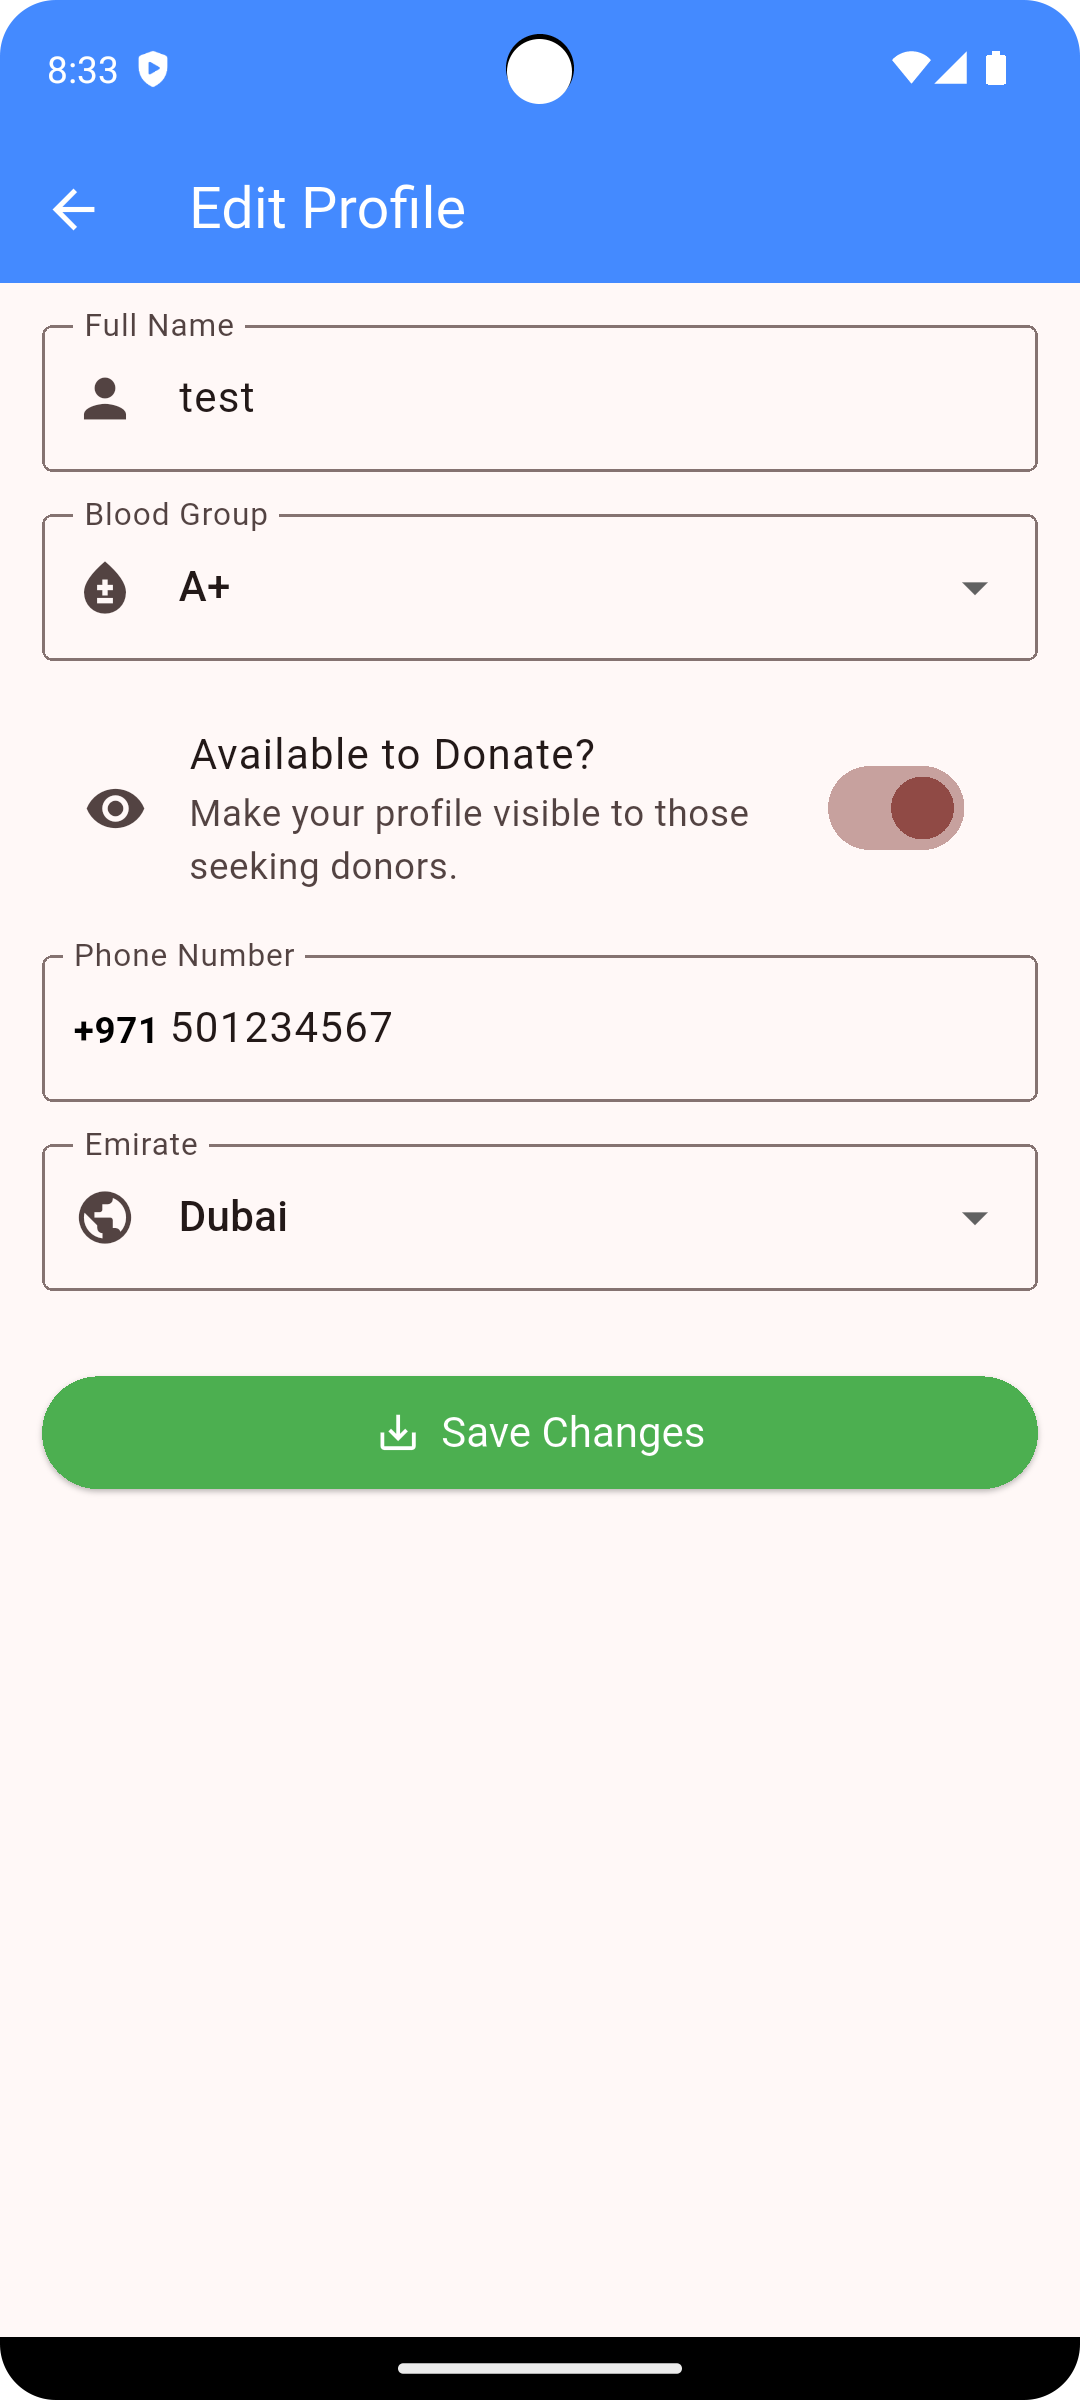 8:33
Edit Profile
Full Name
test
Blood Group
A+
Available to Donate?
Make your profile visible to those
seeking donors.
Phone Number
+971 501234567
Emirate
Dubai
Save Changes